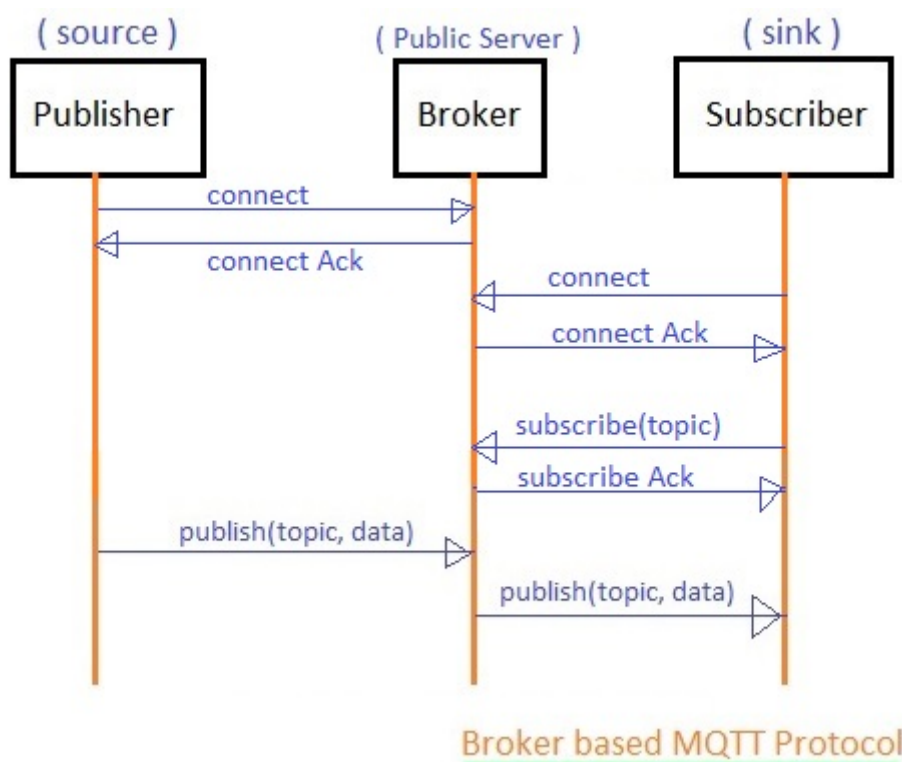 ( source )
( Public Server )
( sink )
Publisher
Broker
Subscriber
connect
connect Ack
connect
connect Ack
subscribe(topic)
subscribe Ack
publish(topic, data)
publish(topic, data)
Broker based MQTT Protocol